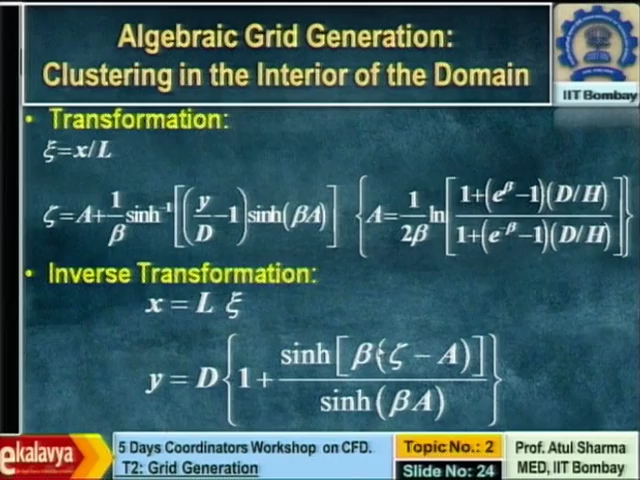 Algebraic Grid Generation:
Clustering in the Interior of the Domain
IIT Bombay
• Transformation:
ξ=x/L
ζ=A+1/β sinh⁻¹[(y/D−1)sinh(βA)] {A=1/2β ln[1+(e^β−1)(D/H)/1+(e^−β−1)(D/H)]}
• Inverse Transformation:
x = L ξ
y = D{1+sinh[β(ζ−A)]/sinh(βA)}
ekalavya
5 Days Coordinators Workshop on CFD.
T2: Grid Generation
Topic No.: 2
Slide No: 24
Prof. Atul Sharma
MED, IIT Bombay